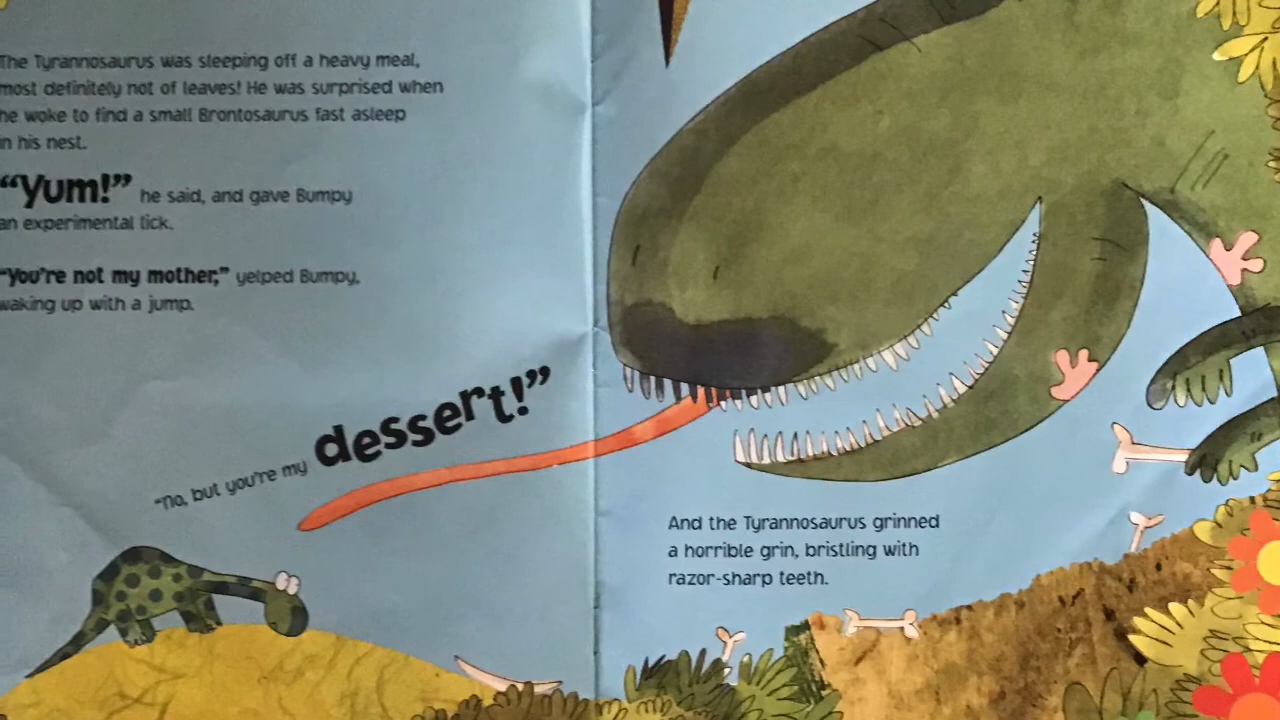 The Tyrannosaurus was sleeping off a heavy meal,
most definitely not of leaves! He was surprised when
he woke to find a small Brontosaurus fast asleep
in his nest.
“Yum!” he said, and gave Bumpy
an experimental lick.
“You’re not my mother,” yelped Bumpy,
waking up with a jump.
“no, but you’re my dessert!”
And the Tyrannosaurus grinned
a horrible grin, bristling with
razor-sharp teeth.